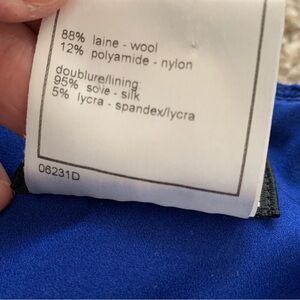 88% laine - wool
12% polyamide - nylon
doublure/lining:
95% soie - silk
5% lycra - spandex/lycra
06231D